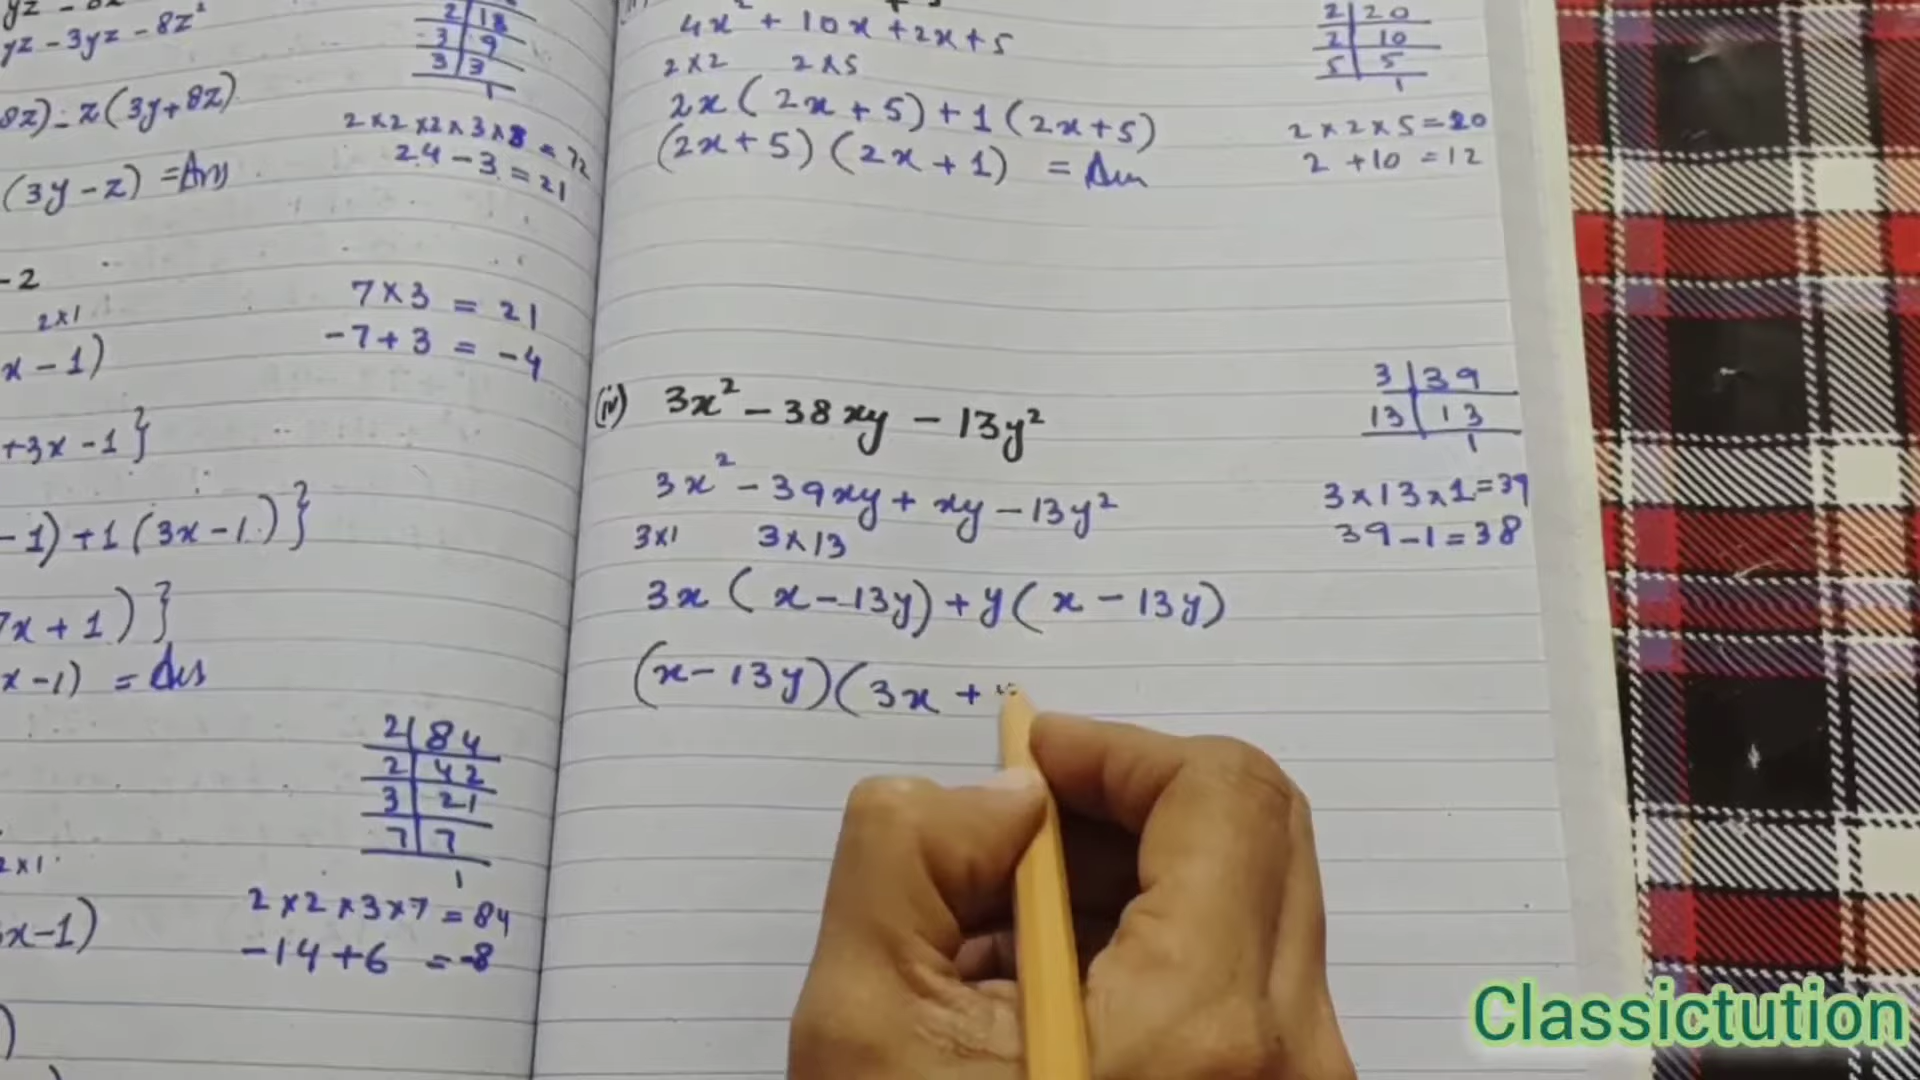 yz - 3yz - 8z²
2 | 18
3 | 9
3 | 3
1
8z) - z(3y+8z)
2×2×2×3×3 = 72
24 - 3 = 21
(3y - z) = Ans
-2
2×1
x - 1)
7×3 = 21
-7+3 = -4
+3x - 1}
- 1) + 1(3x - 1)}
7x + 1)}
x - 1) = Ans
2 | 84
2 | 42
3 | 21
7 | 7
1
2×1
x-1)
2×2×3×7 = 84
-14+6 = -8
4x² + 10x + 2x + 5
2×2 2×5
2x(2x + 5) + 1(2x+5)
(2x+5)(2x+1) = Ans
2 | 20
2 | 10
5 | 5
1
2×2×5=20
2 + 10 = 12
(iv) 3x² - 38xy - 13y²
3x² - 39xy + xy - 13y²
3×1 3×13
3x(x - 13y) + y(x - 13y)
(x - 13y)(3x +
3 | 39
13 | 13
1
3×13×1=39
39-1=38
Classictution